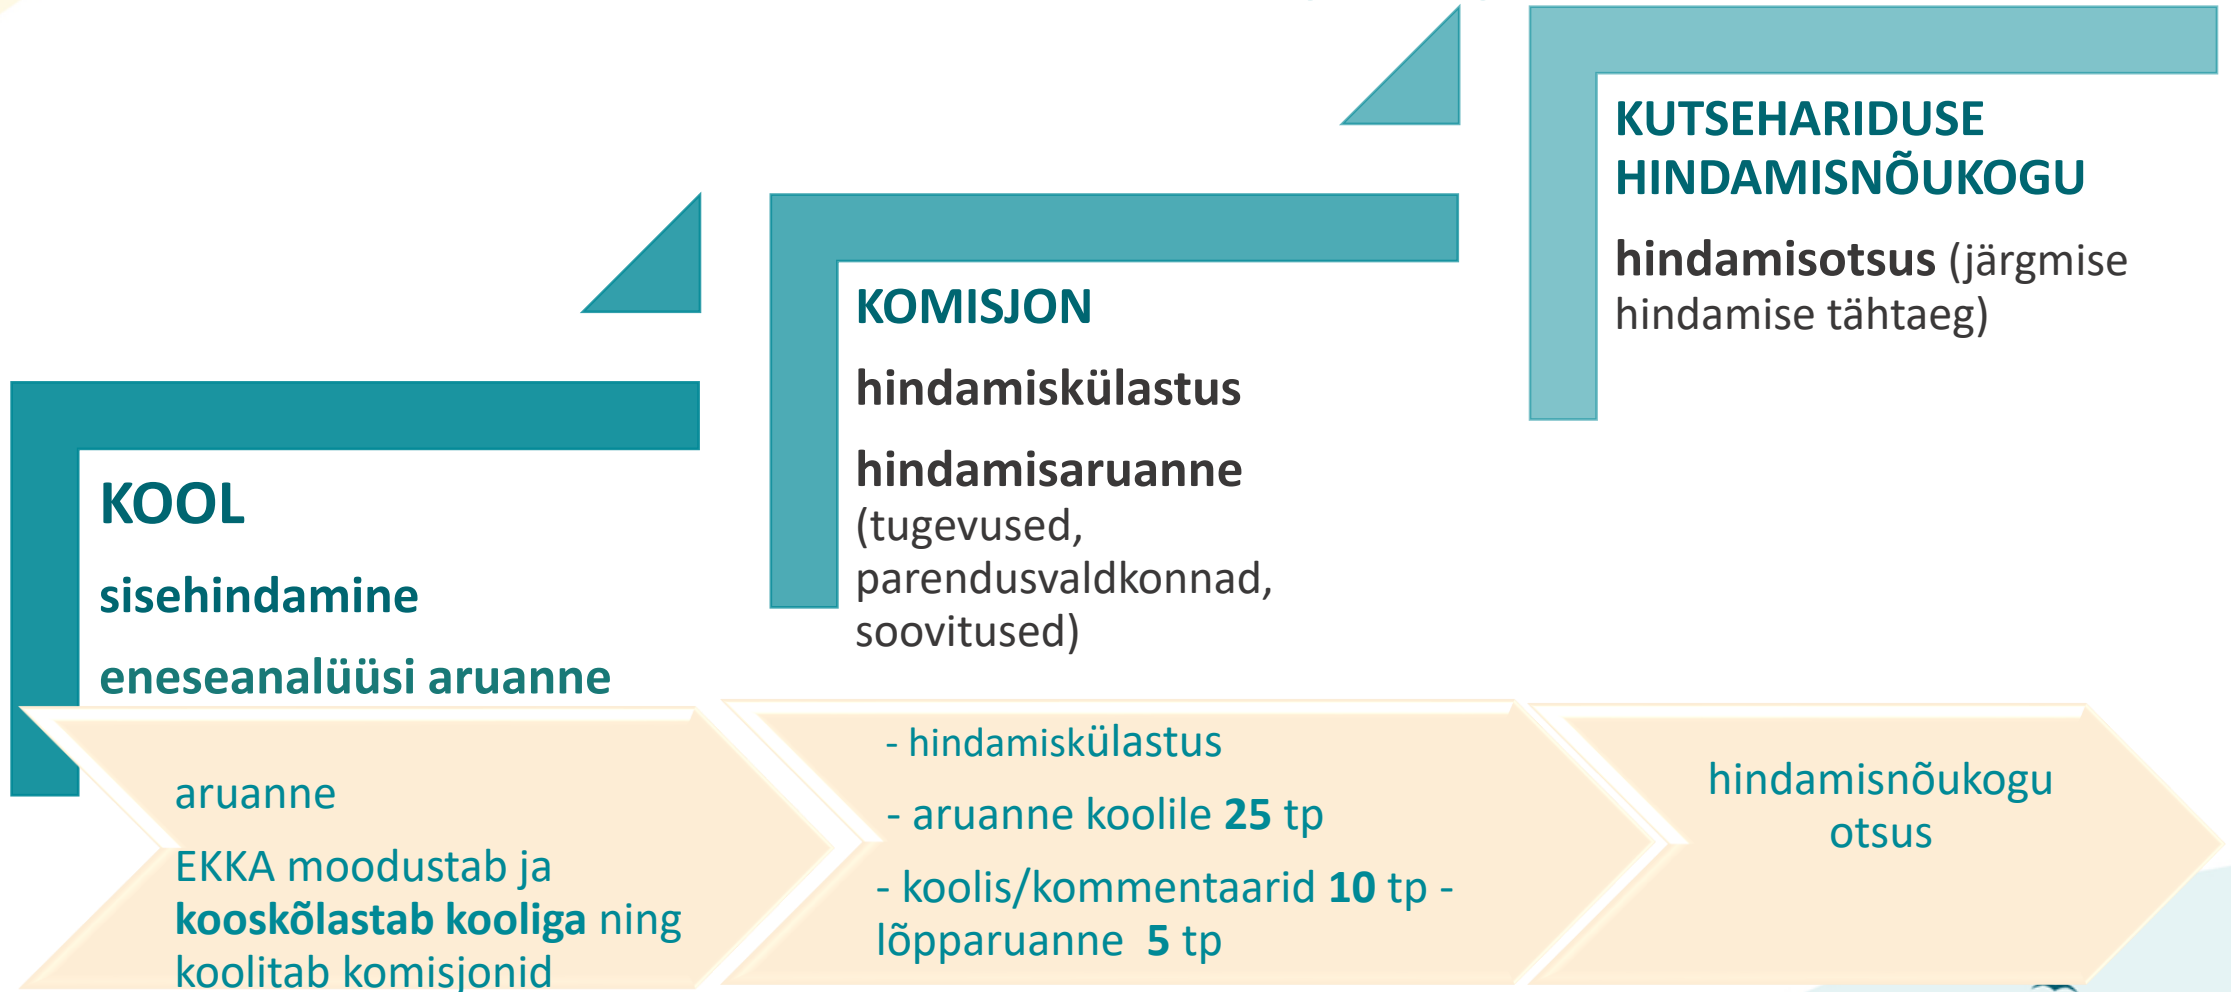 KOOL
sisehindamine
eneseanalüüsi aruanne
KOMISJON
hindamiskülastus
hindamisaruanne
(tugevused,
parendusvaldkonnad,
soovitused)
KUTSEHARIDUSE
HINDAMISNÕUKOGU
hindamisotsus (järgmise
hindamise tähtaeg)
aruanne
EKKA moodustab ja
kooskõlastab kooliga ning
koolitab komisjonid
- hindamiskülastus
- aruanne koolile 25 tp
- koolis/kommentaarid 10 tp -
lõpparuanne 5 tp
hindamisnõukogu
otsus